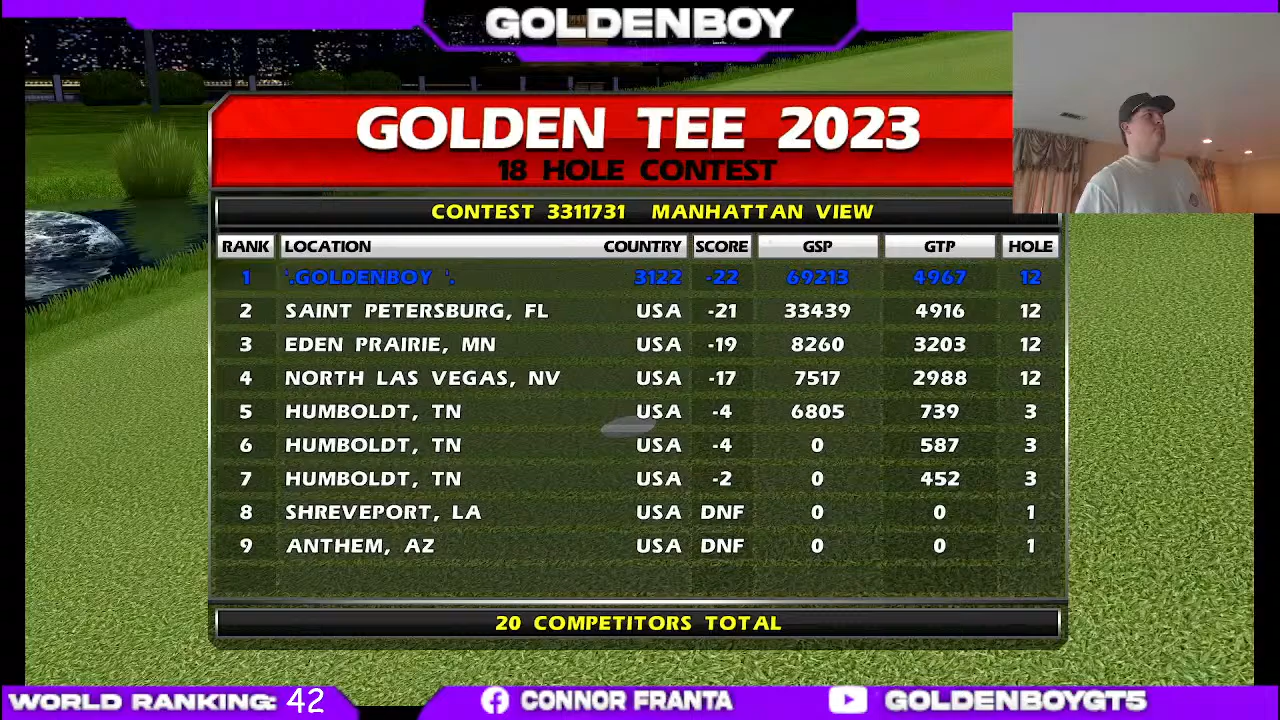 GOLDENBOY
GOLDEN TEE 2023
18 HOLE CONTEST
CONTEST 3311731 MANHATTAN VIEW
RANK LOCATION COUNTRY SCORE GSP GTP HOLE
1 '.GOLDENBOY '. 3122 -22 69213 4967 12
2 SAINT PETERSBURG, FL USA -21 33439 4916 12
3 EDEN PRAIRIE, MN USA -19 8260 3203 12
4 NORTH LAS VEGAS, NV USA -17 7517 2988 12
5 HUMBOLDT, TN USA -4 6805 739 3
6 HUMBOLDT, TN USA -4 0 587 3
7 HUMBOLDT, TN USA -2 0 452 3
8 SHREVEPORT, LA USA DNF 0 0 1
9 ANTHEM, AZ USA DNF 0 0 1
20 COMPETITORS TOTAL
WORLD RANKING: 42 CONNOR FRANTA GOLDENBOYGT5